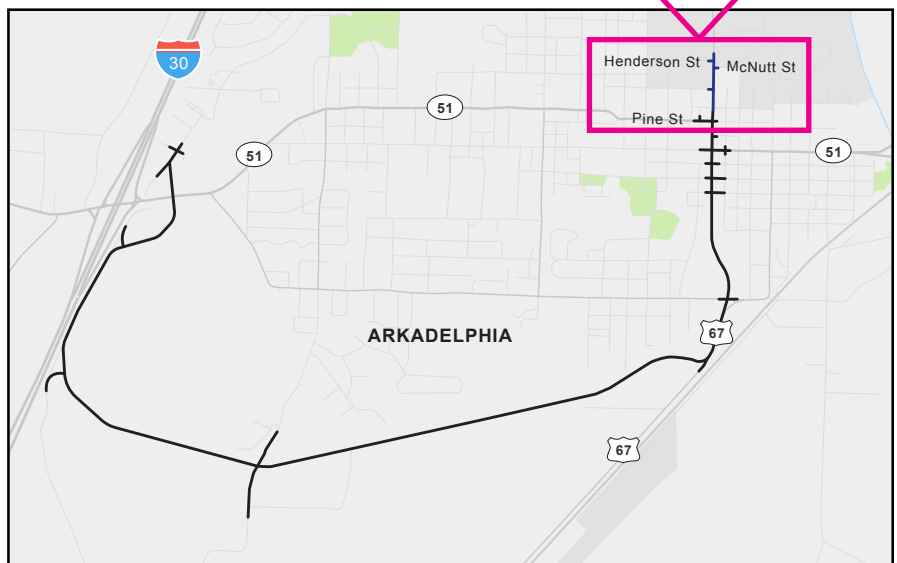 30
Henderson St
McNutt St
51
Pine St
51
51
ARKADELPHIA
67
67